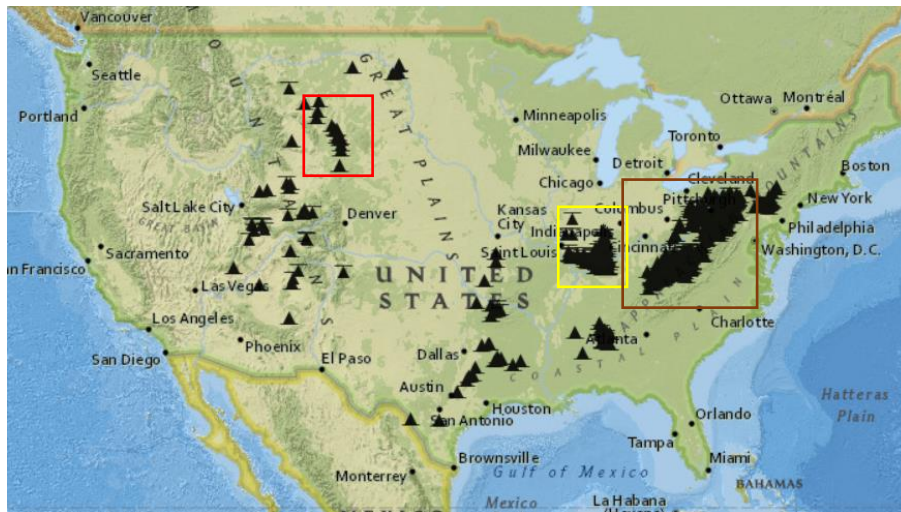 Vancouver
Seattle
Portland
Minneapolis
Ottawa
Montréal
Toronto
Milwaukee
Detroit
Boston
Chicago
Cleveland
Salt Lake City
GREAT BASIN
Denver
Kansas
City
Columbus
Pittsburgh
New York
Indianapolis
Philadelphia
Sacramento
Saint Louis
Cincinnati
Washington, D.C.
an Francisco
UNITED
STATES
Las Vegas
GREAT PLAINS
MOUNTAINS
Los Angeles
Charlotte
San Diego
Phoenix
El Paso
Dallas
Atlanta
COASTAL PLAIN
Austin
Houston
San Antonio
Orlando
Hatteras
Plain
Tampa
Brownsville
Gulf of Mexico
Miami
Monterrey
BAHAMAS
Mexico
La Habana